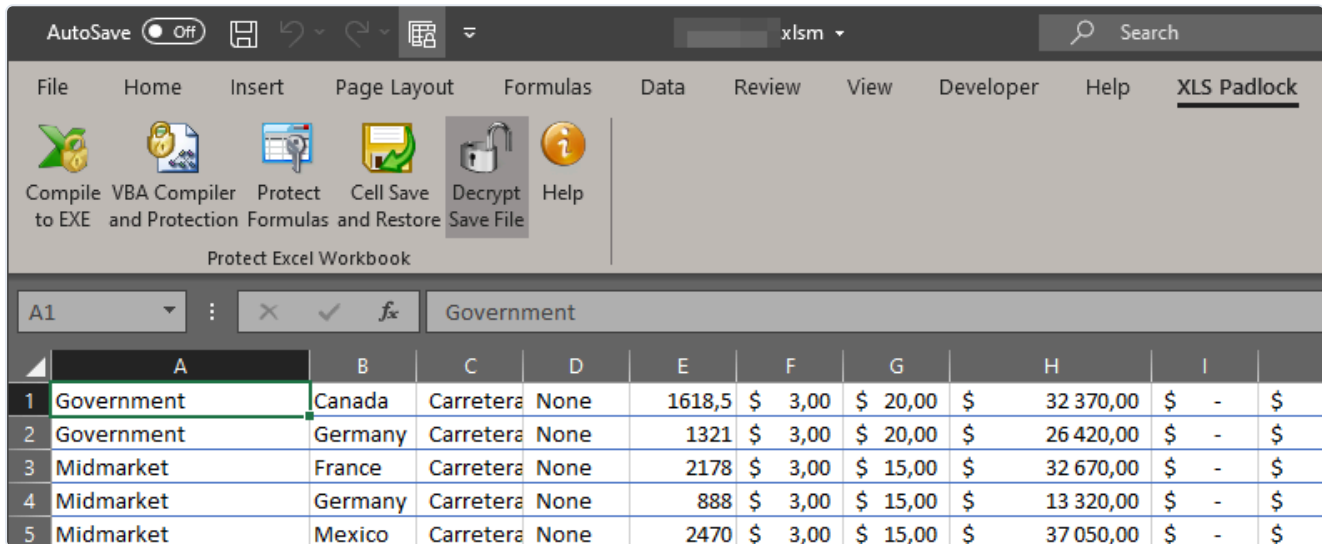 AutoSave Off xlsm Search
File Home Insert Page Layout Formulas Data Review View Developer Help XLS Padlock
Compile VBA Compiler Protect Cell Save Decrypt Help
to EXE and Protection Formulas and Restore Save File
Protect Excel Workbook
A1 fx Government
A B C D E F G H I
1 Government Canada Carretera None 1618,5 $ 3,00 $ 20,00 $ 32 370,00 $ - $
2 Government Germany Carretera None 1321 $ 3,00 $ 20,00 $ 26 420,00 $ - $
3 Midmarket France Carretera None 2178 $ 3,00 $ 15,00 $ 32 670,00 $ - $
4 Midmarket Germany Carretera None 888 $ 3,00 $ 15,00 $ 13 320,00 $ - $
5 Midmarket Mexico Carretera None 2470 $ 3,00 $ 15,00 $ 37 050,00 $ - $